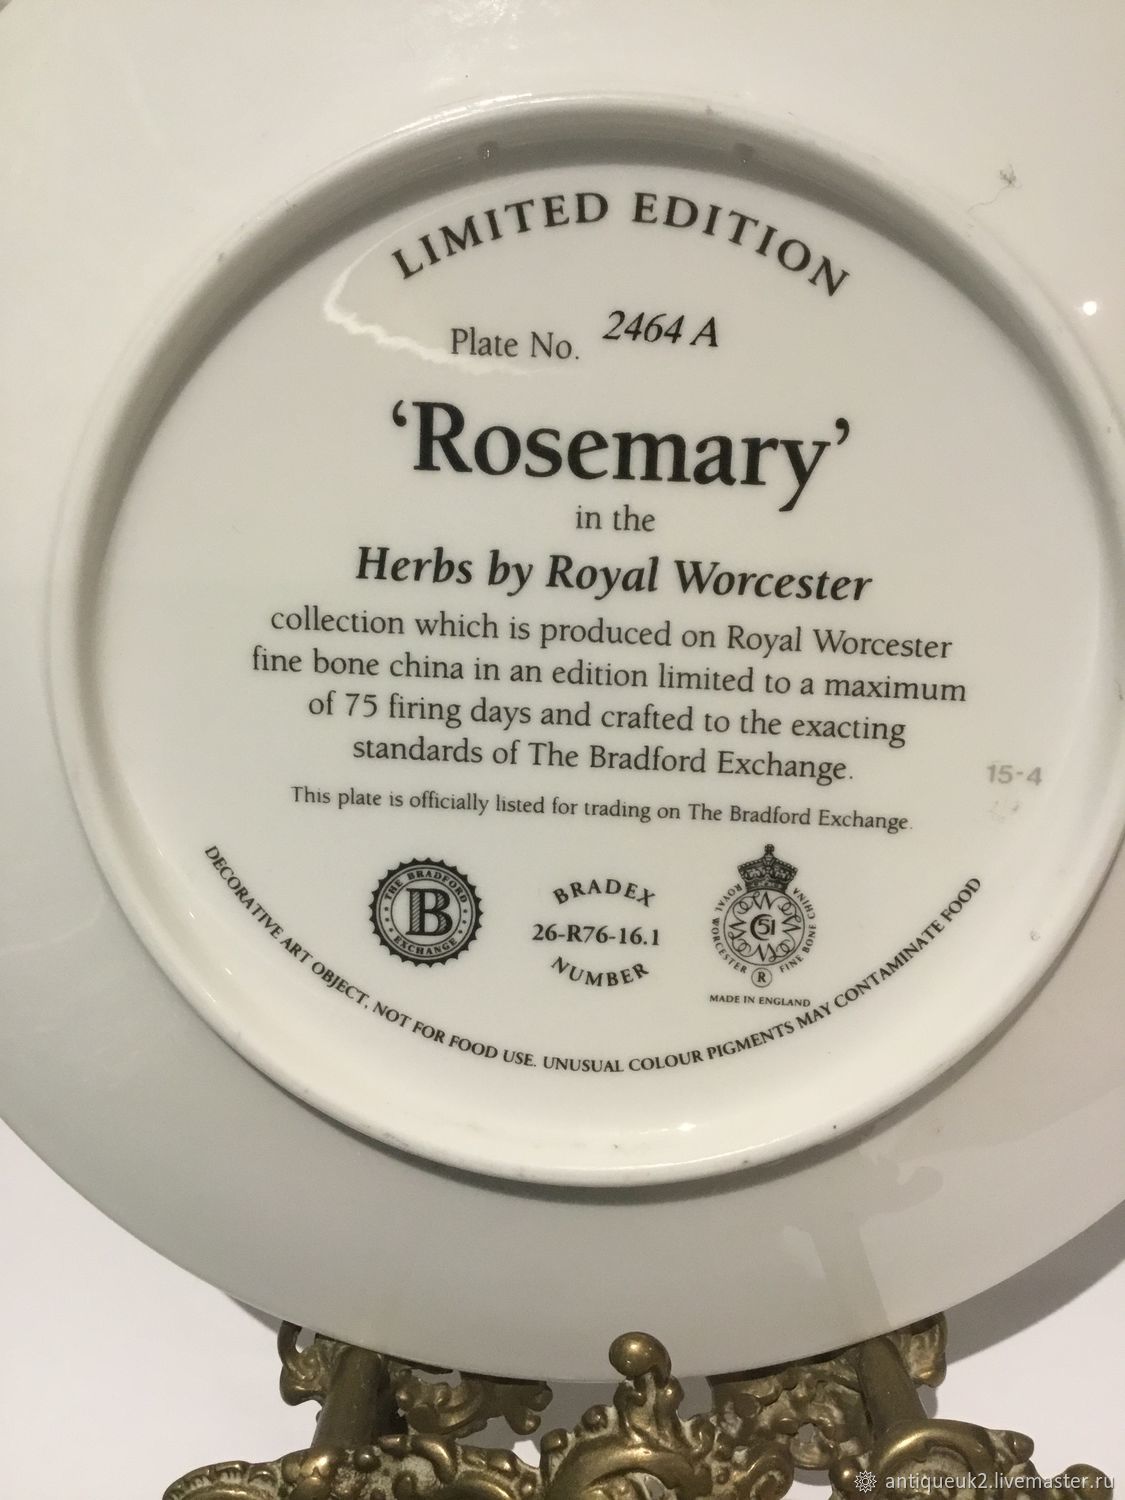 LIMITED EDITION
Plate No. 2464 A
‘Rosemary’
in the
Herbs by Royal Worcester
collection which is produced on Royal Worcester
fine bone china in an edition limited to a maximum
of 75 firing days and crafted to the exacting
standards of The Bradford Exchange.
15-4
This plate is officially listed for trading on The Bradford Exchange.
THE BRADFORD
B
EXCHANGE
BRADEX
26-R76-16.1
NUMBER
ROYAL WORCESTER
51
FINE BONE CHINA
®
MADE IN ENGLAND
DECORATIVE ART OBJECT, NOT FOR FOOD USE. UNUSUAL COLOUR PIGMENTS MAY CONTAMINATE FOOD
antiqueuk2.livemaster.ru